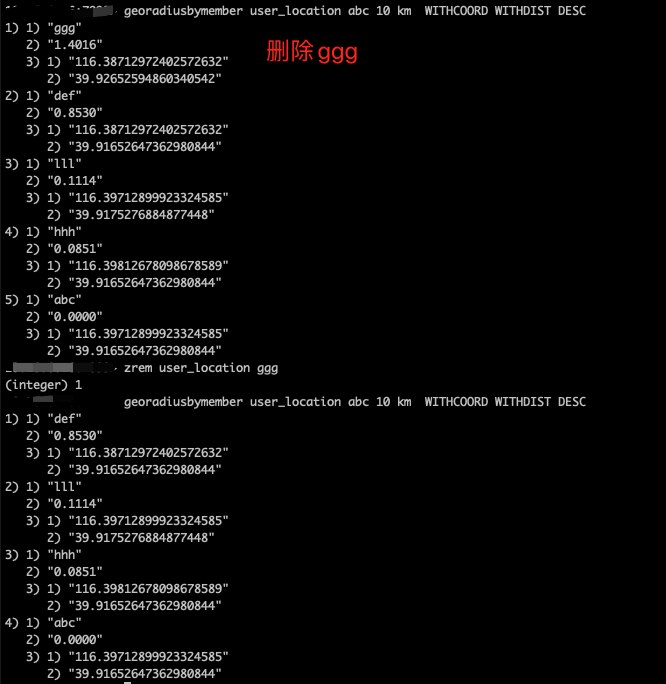 georadiusbymember user_location abc 10 km  WITHCOORD WITHDIST DESC
1) 1) "ggg"
   2) "1.4016"
   3) 1) "116.38712972402572632"
      2) "39.92652594860340542"
删除ggg
2) 1) "def"
   2) "0.8530"
   3) 1) "116.38712972402572632"
      2) "39.91652647362980844"
3) 1) "lll"
   2) "0.1114"
   3) 1) "116.39712899923324585"
      2) "39.9175276884877448"
4) 1) "hhh"
   2) "0.0851"
   3) 1) "116.39812678098678589"
      2) "39.91652647362980844"
5) 1) "abc"
   2) "0.0000"
   3) 1) "116.39712899923324585"
      2) "39.91652647362980844"
zrem user_location ggg
(integer) 1
georadiusbymember user_location abc 10 km  WITHCOORD WITHDIST DESC
1) 1) "def"
   2) "0.8530"
   3) 1) "116.38712972402572632"
      2) "39.91652647362980844"
2) 1) "lll"
   2) "0.1114"
   3) 1) "116.39712899923324585"
      2) "39.9175276884877448"
3) 1) "hhh"
   2) "0.0851"
   3) 1) "116.39812678098678589"
      2) "39.91652647362980844"
4) 1) "abc"
   2) "0.0000"
   3) 1) "116.39712899923324585"
      2) "39.91652647362980844"